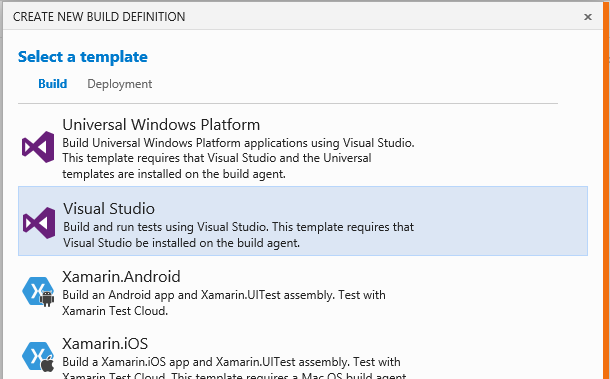 CREATE NEW BUILD DEFINITION
Select a template
Build Deployment
Universal Windows Platform
Build Universal Windows Platform applications using Visual Studio.
This template requires that Visual Studio and the Universal
templates are installed on the build agent.
Visual Studio
Build and run tests using Visual Studio. This template requires that
Visual Studio be installed on the build agent.
Xamarin.Android
Build an Android app and Xamarin.UITest assembly. Test with
Xamarin Test Cloud.
Xamarin.iOS
Build a Xamarin.iOS app and Xamarin.UITest assembly. Test with
Xamarin Test Cloud. This template requires a Mac OS build agent